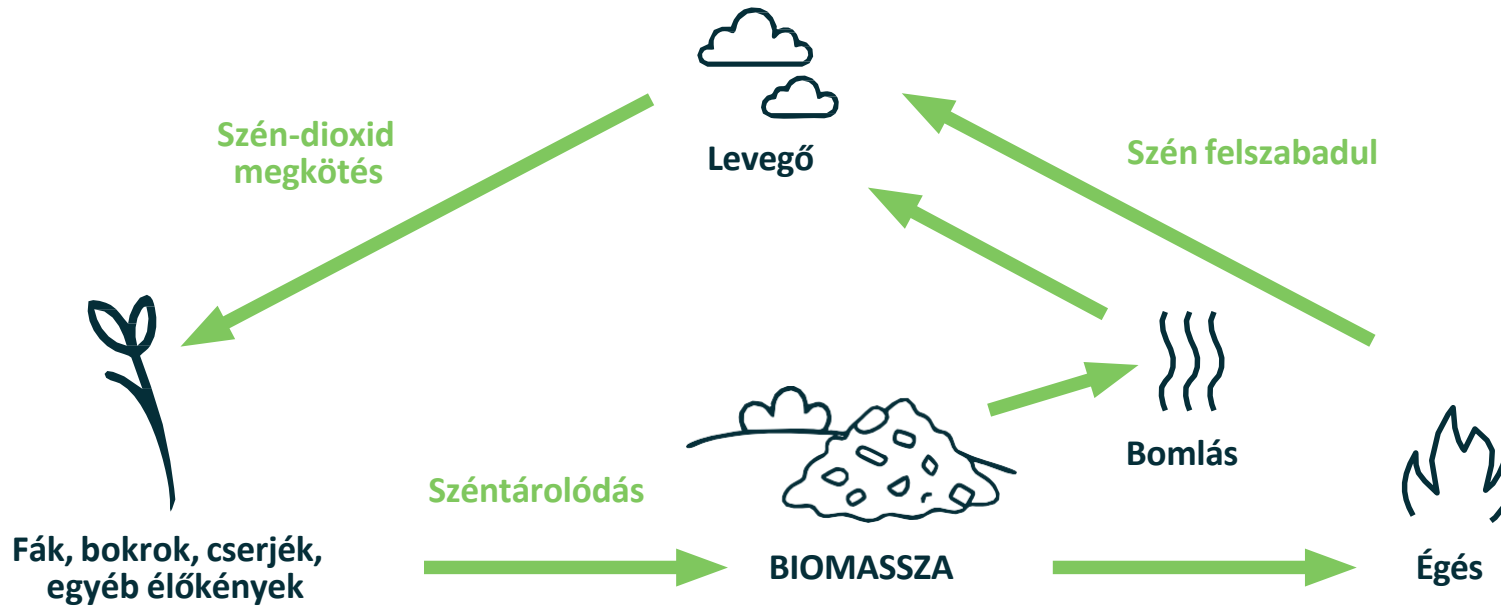 Szén-dioxid
megkötés
Levegő
Szén felszabadul
Bomlás
Széntárolódás
Fák, bokrok, cserjék,
egyéb élőkények
BIOMASSZA
Égés